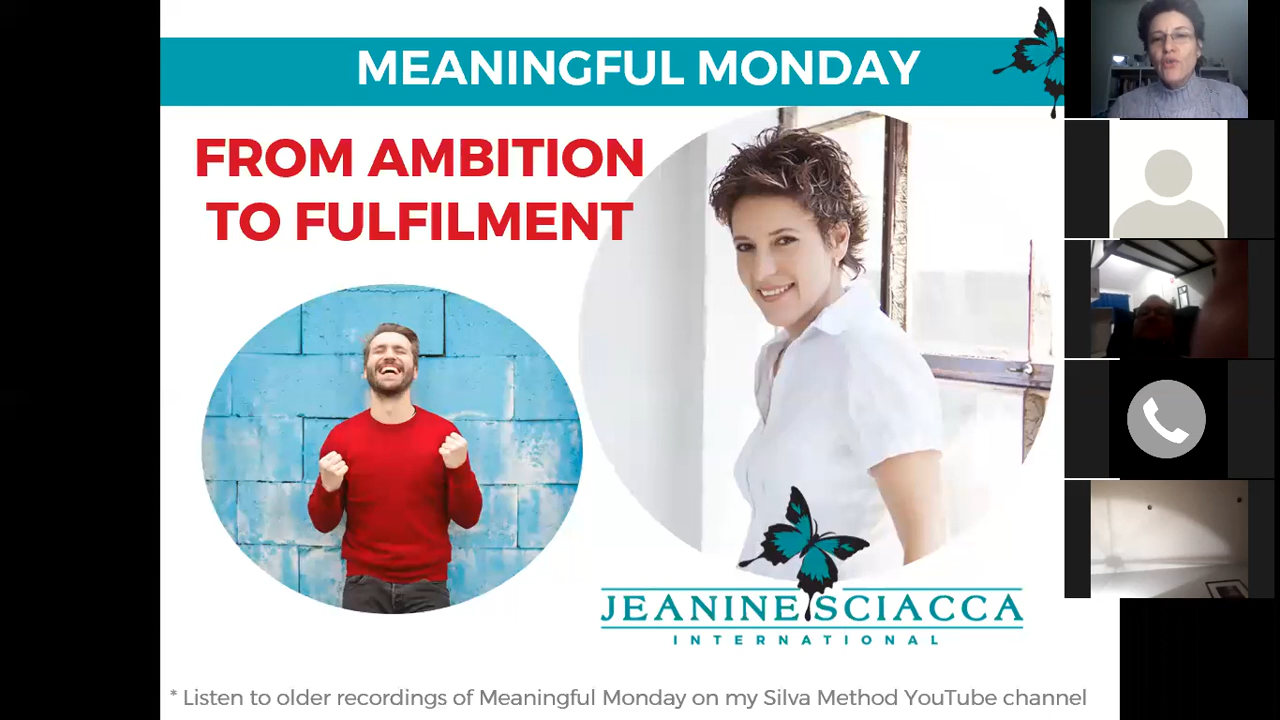 MEANINGFUL MONDAY
FROM AMBITION
TO FULFILMENT
JEANINE SCIACCA
INTERNATIONAL
* Listen to older recordings of Meaningful Monday on my Silva Method YouTube channel